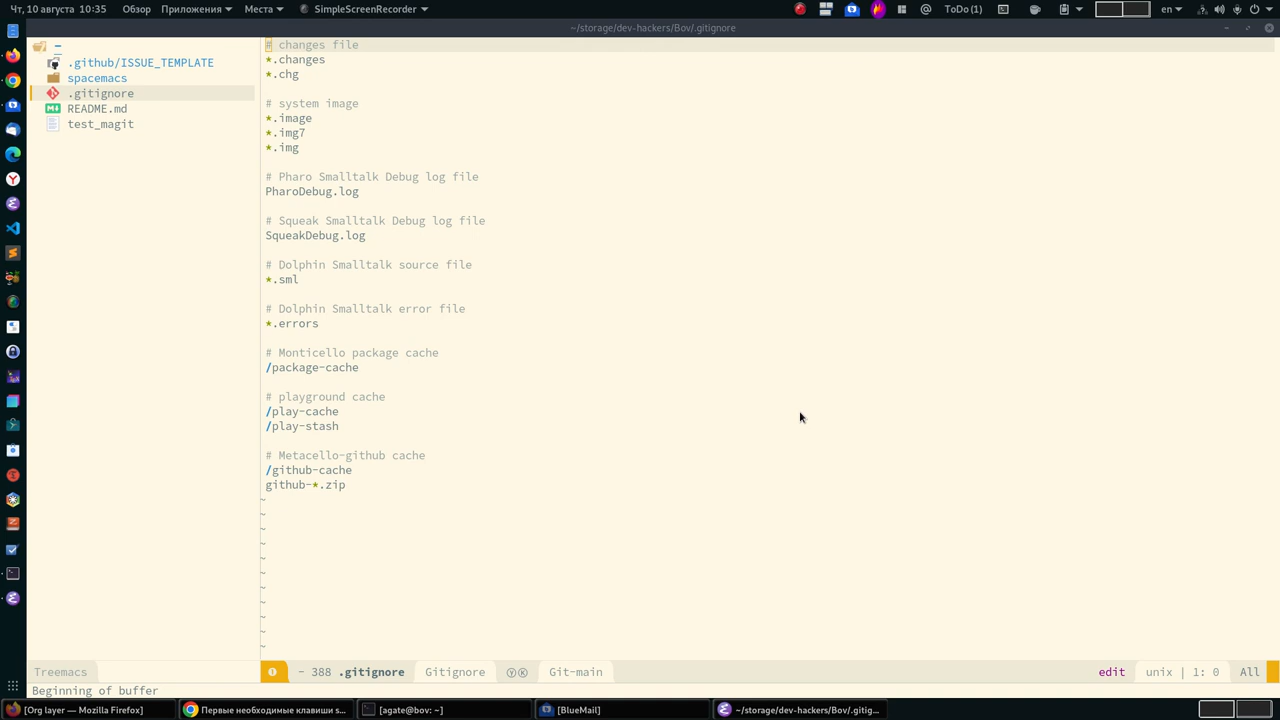 Чт, 10 августа 10:35
Обзор
Приложения
Места
SimpleScreenRecorder
ToDo(1)
en
~/storage/dev-hackers/Bov/.gitignore
.github/ISSUE_TEMPLATE
spacemacs
.gitignore
README.md
test_magit
# changes file
*.changes
*.chg
# system image
*.image
*.img7
*.img
# Pharo Smalltalk Debug log file
PharoDebug.log
# Squeak Smalltalk Debug log file
SqueakDebug.log
# Dolphin Smalltalk source file
*.sml
# Dolphin Smalltalk error file
*.errors
# Monticello package cache
/package-cache
# playground cache
/play-cache
/play-stash
# Metacello-github cache
/github-cache
github-*.zip
~
~
~
~
~
~
~
~
~
~
~
Treemacs
- 388 .gitignore
Gitignore
ⓨⓚ
Git-main
edit
unix | 1: 0
All
Beginning of buffer
[Org layer — Mozilla Firefox]
Первые необходимые клавиши s...
[agate@bov: ~]
[BlueMail]
~/storage/dev-hackers/Bov/.gitig...